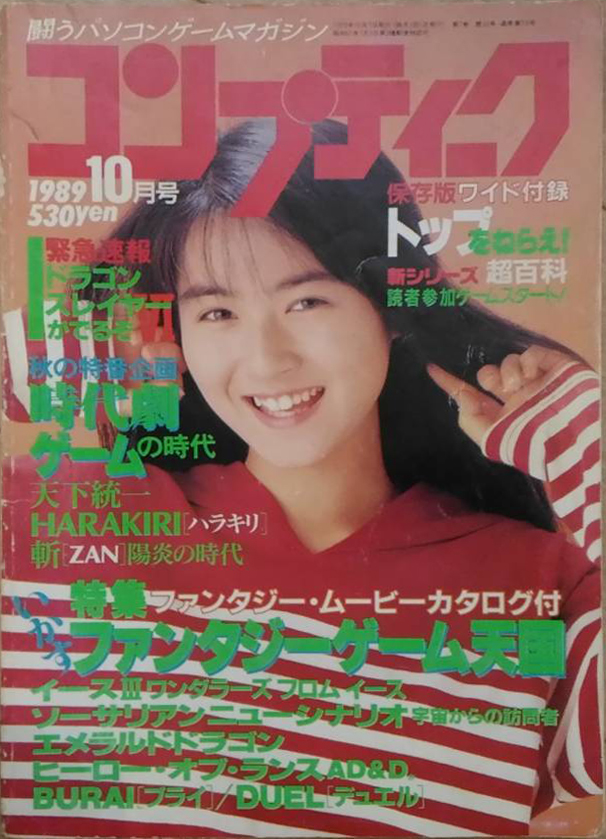 闘うパソコンゲームマガジン
コンプティーク
1989 10月号
530yen
保存版ワイド付録
トップをねらえ!
新シリーズ 超百科
読者参加ゲームスタート!
緊急速報
ドラゴン
スレイヤーVI
がでるぞ
秋の特番企画
時代劇
ゲームの時代
天下統一
HARAKIRI[ハラキリ]
斬[ZAN]陽炎の時代
特集 ファンタジー・ムービーカタログ付
いかすファンタジーゲーム天国
イースⅢワンダラーズ フロム イース
ソーサリアンニューシナリオ 宇宙からの訪問者
エメラルドドラゴン
ヒーロー・オブ・ランスAD&D®
BURAI[ブライ]/DUEL[デュエル]